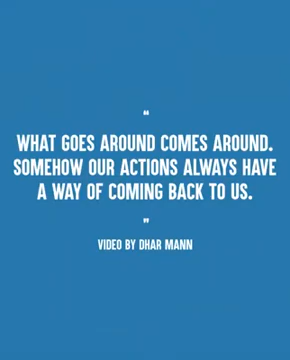 "
WHAT GOES AROUND COMES AROUND.
SOMEHOW OUR ACTIONS ALWAYS HAVE
A WAY OF COMING BACK TO US.
"
VIDEO BY DHAR MANN